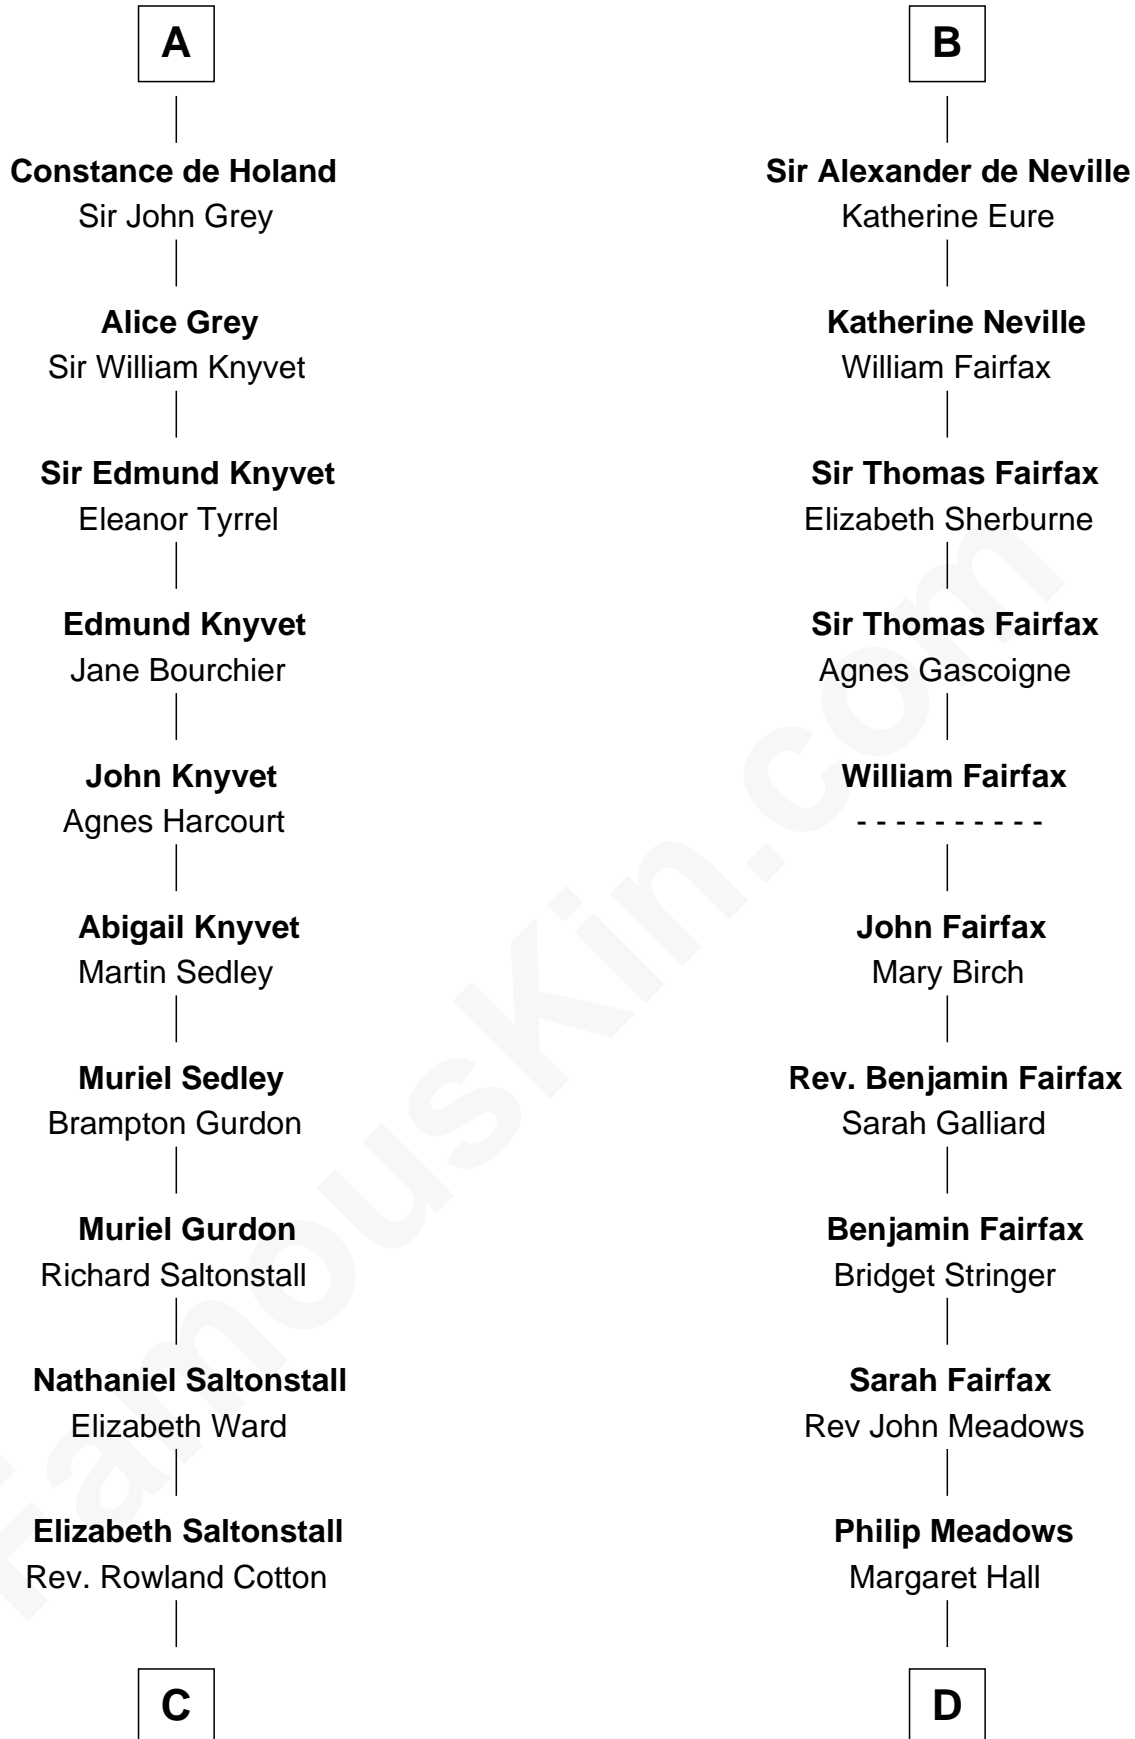 A
Constance de Holand
Sir John Grey
Alice Grey
Sir William Knyvet
Sir Edmund Knyvet
Eleanor Tyrrel
Edmund Knyvet
Jane Bourchier
John Knyvet
Agnes Harcourt
Abigail Knyvet
Martin Sedley
Muriel Sedley
Brampton Gurdon
Muriel Gurdon
Richard Saltonstall
Nathaniel Saltonstall
Elizabeth Ward
Elizabeth Saltonstall
Rev. Rowland Cotton
C
B
Sir Alexander de Neville
Katherine Eure
Katherine Neville
William Fairfax
Sir Thomas Fairfax
Elizabeth Sherburne
Sir Thomas Fairfax
Agnes Gascoigne
William Fairfax
- - - - - - - - - -
John Fairfax
Mary Birch
Rev. Benjamin Fairfax
Sarah Galliard
Benjamin Fairfax
Bridget Stringer
Sarah Fairfax
Rev John Meadows
Philip Meadows
Margaret Hall
D
FamousKin.com